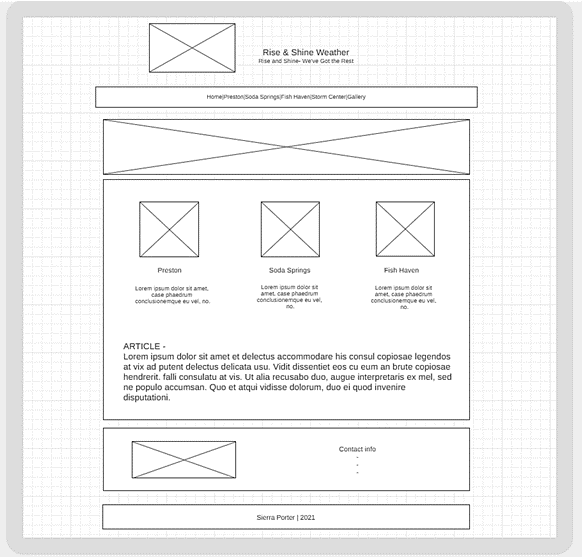 Rise & Shine Weather
Rise and Shine- We've Got the Rest
Home|Preston|Soda Springs|Fish Haven|Storm Center|Gallery
Preston
Soda Springs
Fish Haven
Lorem ipsum dolor sit amet,
case phaedrum
conclusionemque eu vel,
no.
Lorem ipsum dolor sit
amet, case phaedrum
conclusionemque eu vel,
no.
Lorem ipsum dolor sit
amet, case phaedrum
conclusionemque eu vel,
no.
ARTICLE -
Lorem ipsum dolor sit amet et delectus accommodare his consul copiosae legendos
at vix ad putent delectus delicata usu. Vidit dissentiet eos cu eum an brute copiosae
hendrerit. falli consulatu at vis. Ut alia recusabo duo, augue interpretaris ex mel, sed
ne populo accumsan. Quo et atqui vidisse dolorum, duo ei quod invenire
disputationi.
Contact info
-
-
-
Sierra Porter | 2021